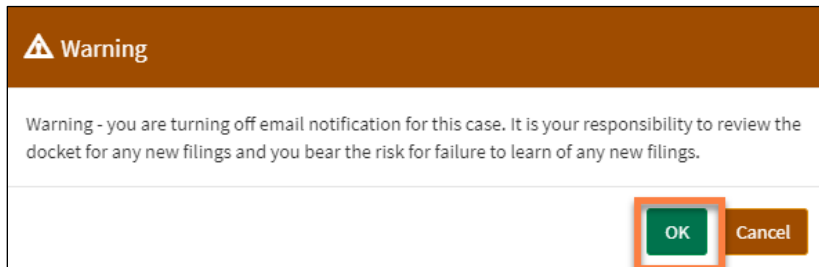 Warning
Warning - you are turning off email notification for this case. It is your responsibility to review the
docket for any new filings and you bear the risk for failure to learn of any new filings.
OK Cancel